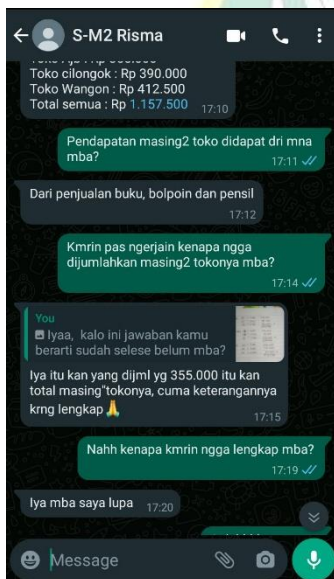 S-M2 Risma
Toko cilongok : Rp 390.000
Toko Wangon : Rp 412.500
Total semua : Rp 1.157.500
17:10
Pendapatan masing2 toko didapat dri mna
mba?
17:11
Dari penjualan buku, bolpoin dan pensil
17:12
Kmrin pas ngerjain kenapa ngga
dijumlahkan masing2 tokonya mba?
17:14
You
Iyaa, kalo ini jawaban kamu
berarti sudah selese belum mba?
Iya itu kan yang dijml yg 355.000 itu kan
total masing"tokonya, cuma keterangannya
krng lengkap
17:15
Nahh kenapa kmrin ngga lengkap mba?
17:19
Iya mba saya lupa 17:20
Message